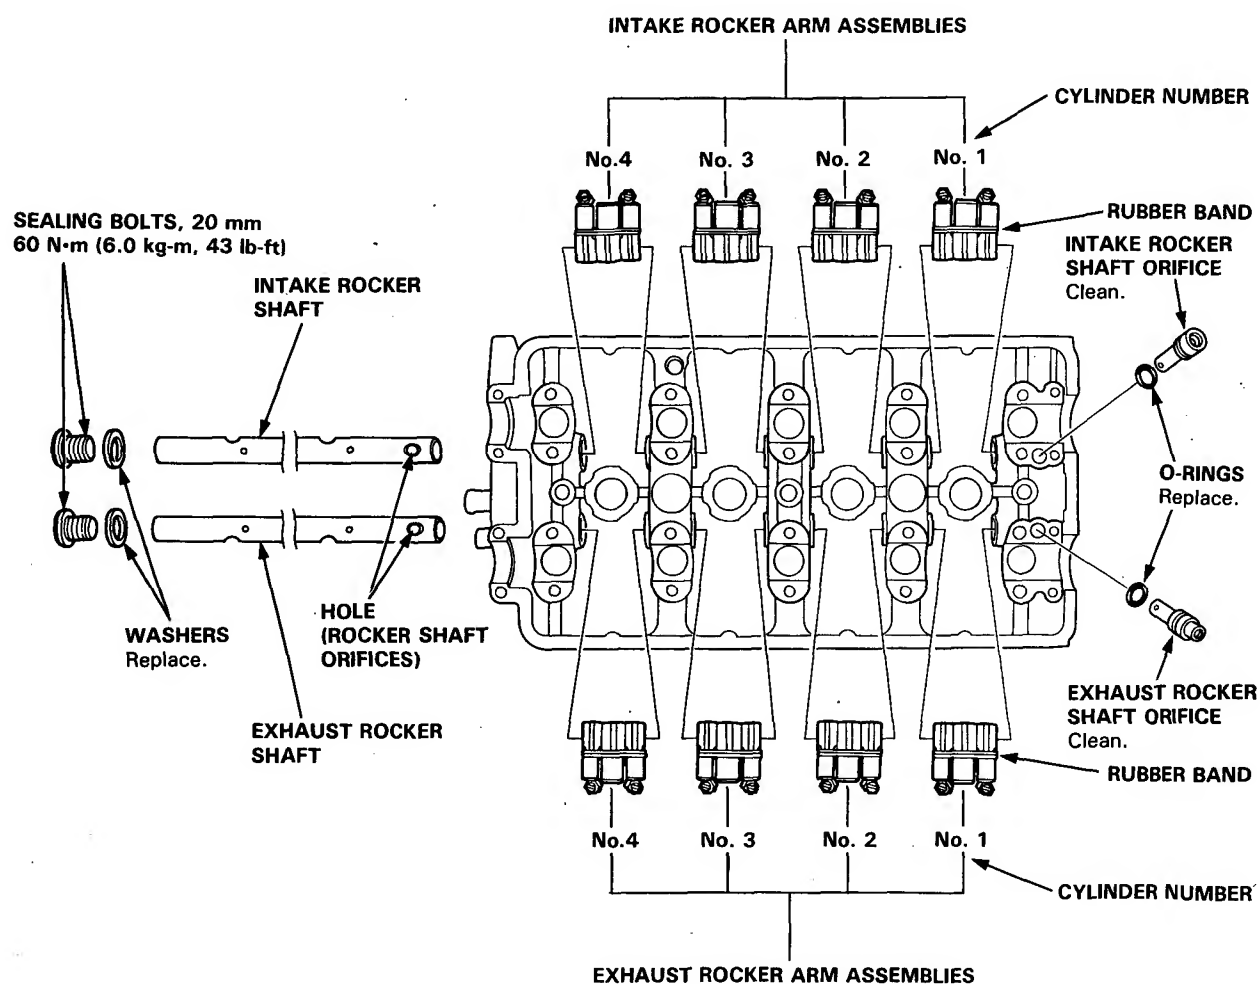 INTAKE ROCKER ARM ASSEMBLIES
CYLINDER NUMBER
No.4
No. 3
No. 2
No. 1
RUBBER BAND
SEALING BOLTS, 20 mm
60 N·m (6.0 kg-m, 43 lb-ft)
INTAKE ROCKER
SHAFT ORIFICE
Clean.
INTAKE ROCKER
SHAFT
O-RINGS
Replace.
WASHERS
Replace.
HOLE
(ROCKER SHAFT
ORIFICES)
EXHAUST ROCKER
SHAFT
EXHAUST ROCKER
SHAFT ORIFICE
Clean.
RUBBER BAND
No.4
No. 3
No. 2
No. 1
CYLINDER NUMBER
EXHAUST ROCKER ARM ASSEMBLIES